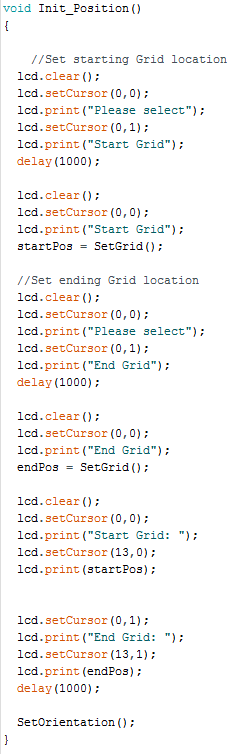 void Init_Position()
{
//Set starting Grid location
lcd.clear();
lcd.setCursor(0,0);
lcd.print("Please select");
lcd.setCursor(0,1);
lcd.print("Start Grid");
delay(1000);
lcd.clear();
lcd.setCursor(0,0);
lcd.print("Start Grid");
startPos = SetGrid();
//Set ending Grid location
lcd.clear();
lcd.setCursor(0,0);
lcd.print("Please select");
lcd.setCursor(0,1);
lcd.print("End Grid");
delay(1000);
lcd.clear();
lcd.setCursor(0,0);
lcd.print("End Grid");
endPos = SetGrid();
lcd.clear();
lcd.setCursor(0,0);
lcd.print("Start Grid: ");
lcd.setCursor(13,0);
lcd.print(startPos);
lcd.setCursor(0,1);
lcd.print("End Grid: ");
lcd.setCursor(13,1);
lcd.print(endPos);
delay(1000);
SetOrientation();
}